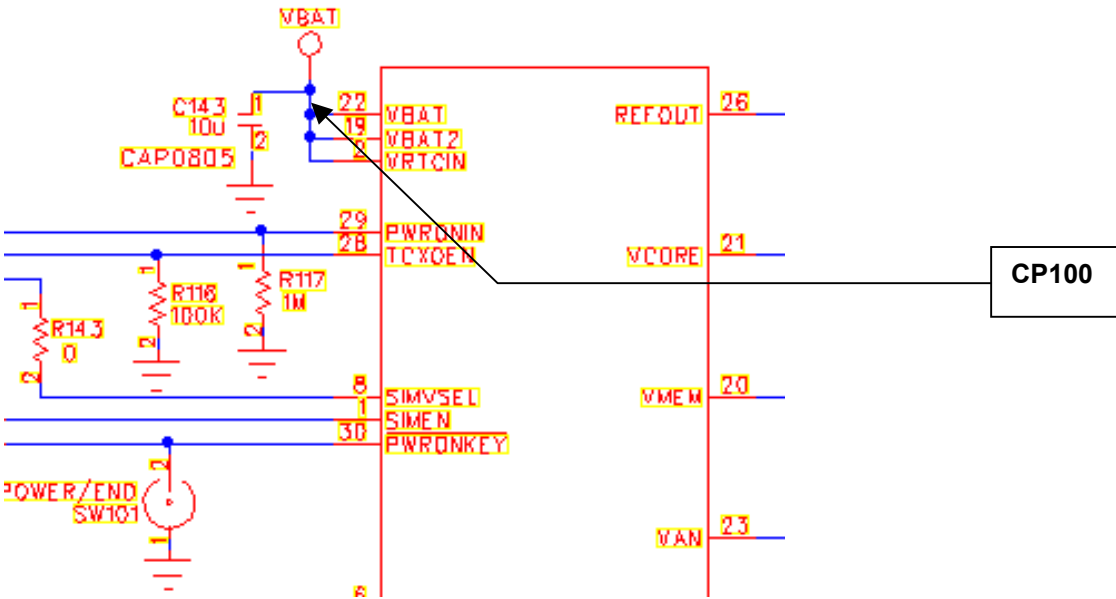 VBAT
C143
10u
CAP0805
1
2
22
VBAT
19
VBAT2
2
VRTCIN
29
PWRONIN
28
TCXOEN
1
R116
100K
2
1
R117
1M
2
1
R143
0
2
8
SIMVSEL
1
SIMEN
30
PWRONKEY
POWER/END
SW101
2
1
6
REFOUT
26
VCORE
21
VMEM
20
VAN
23
CP100